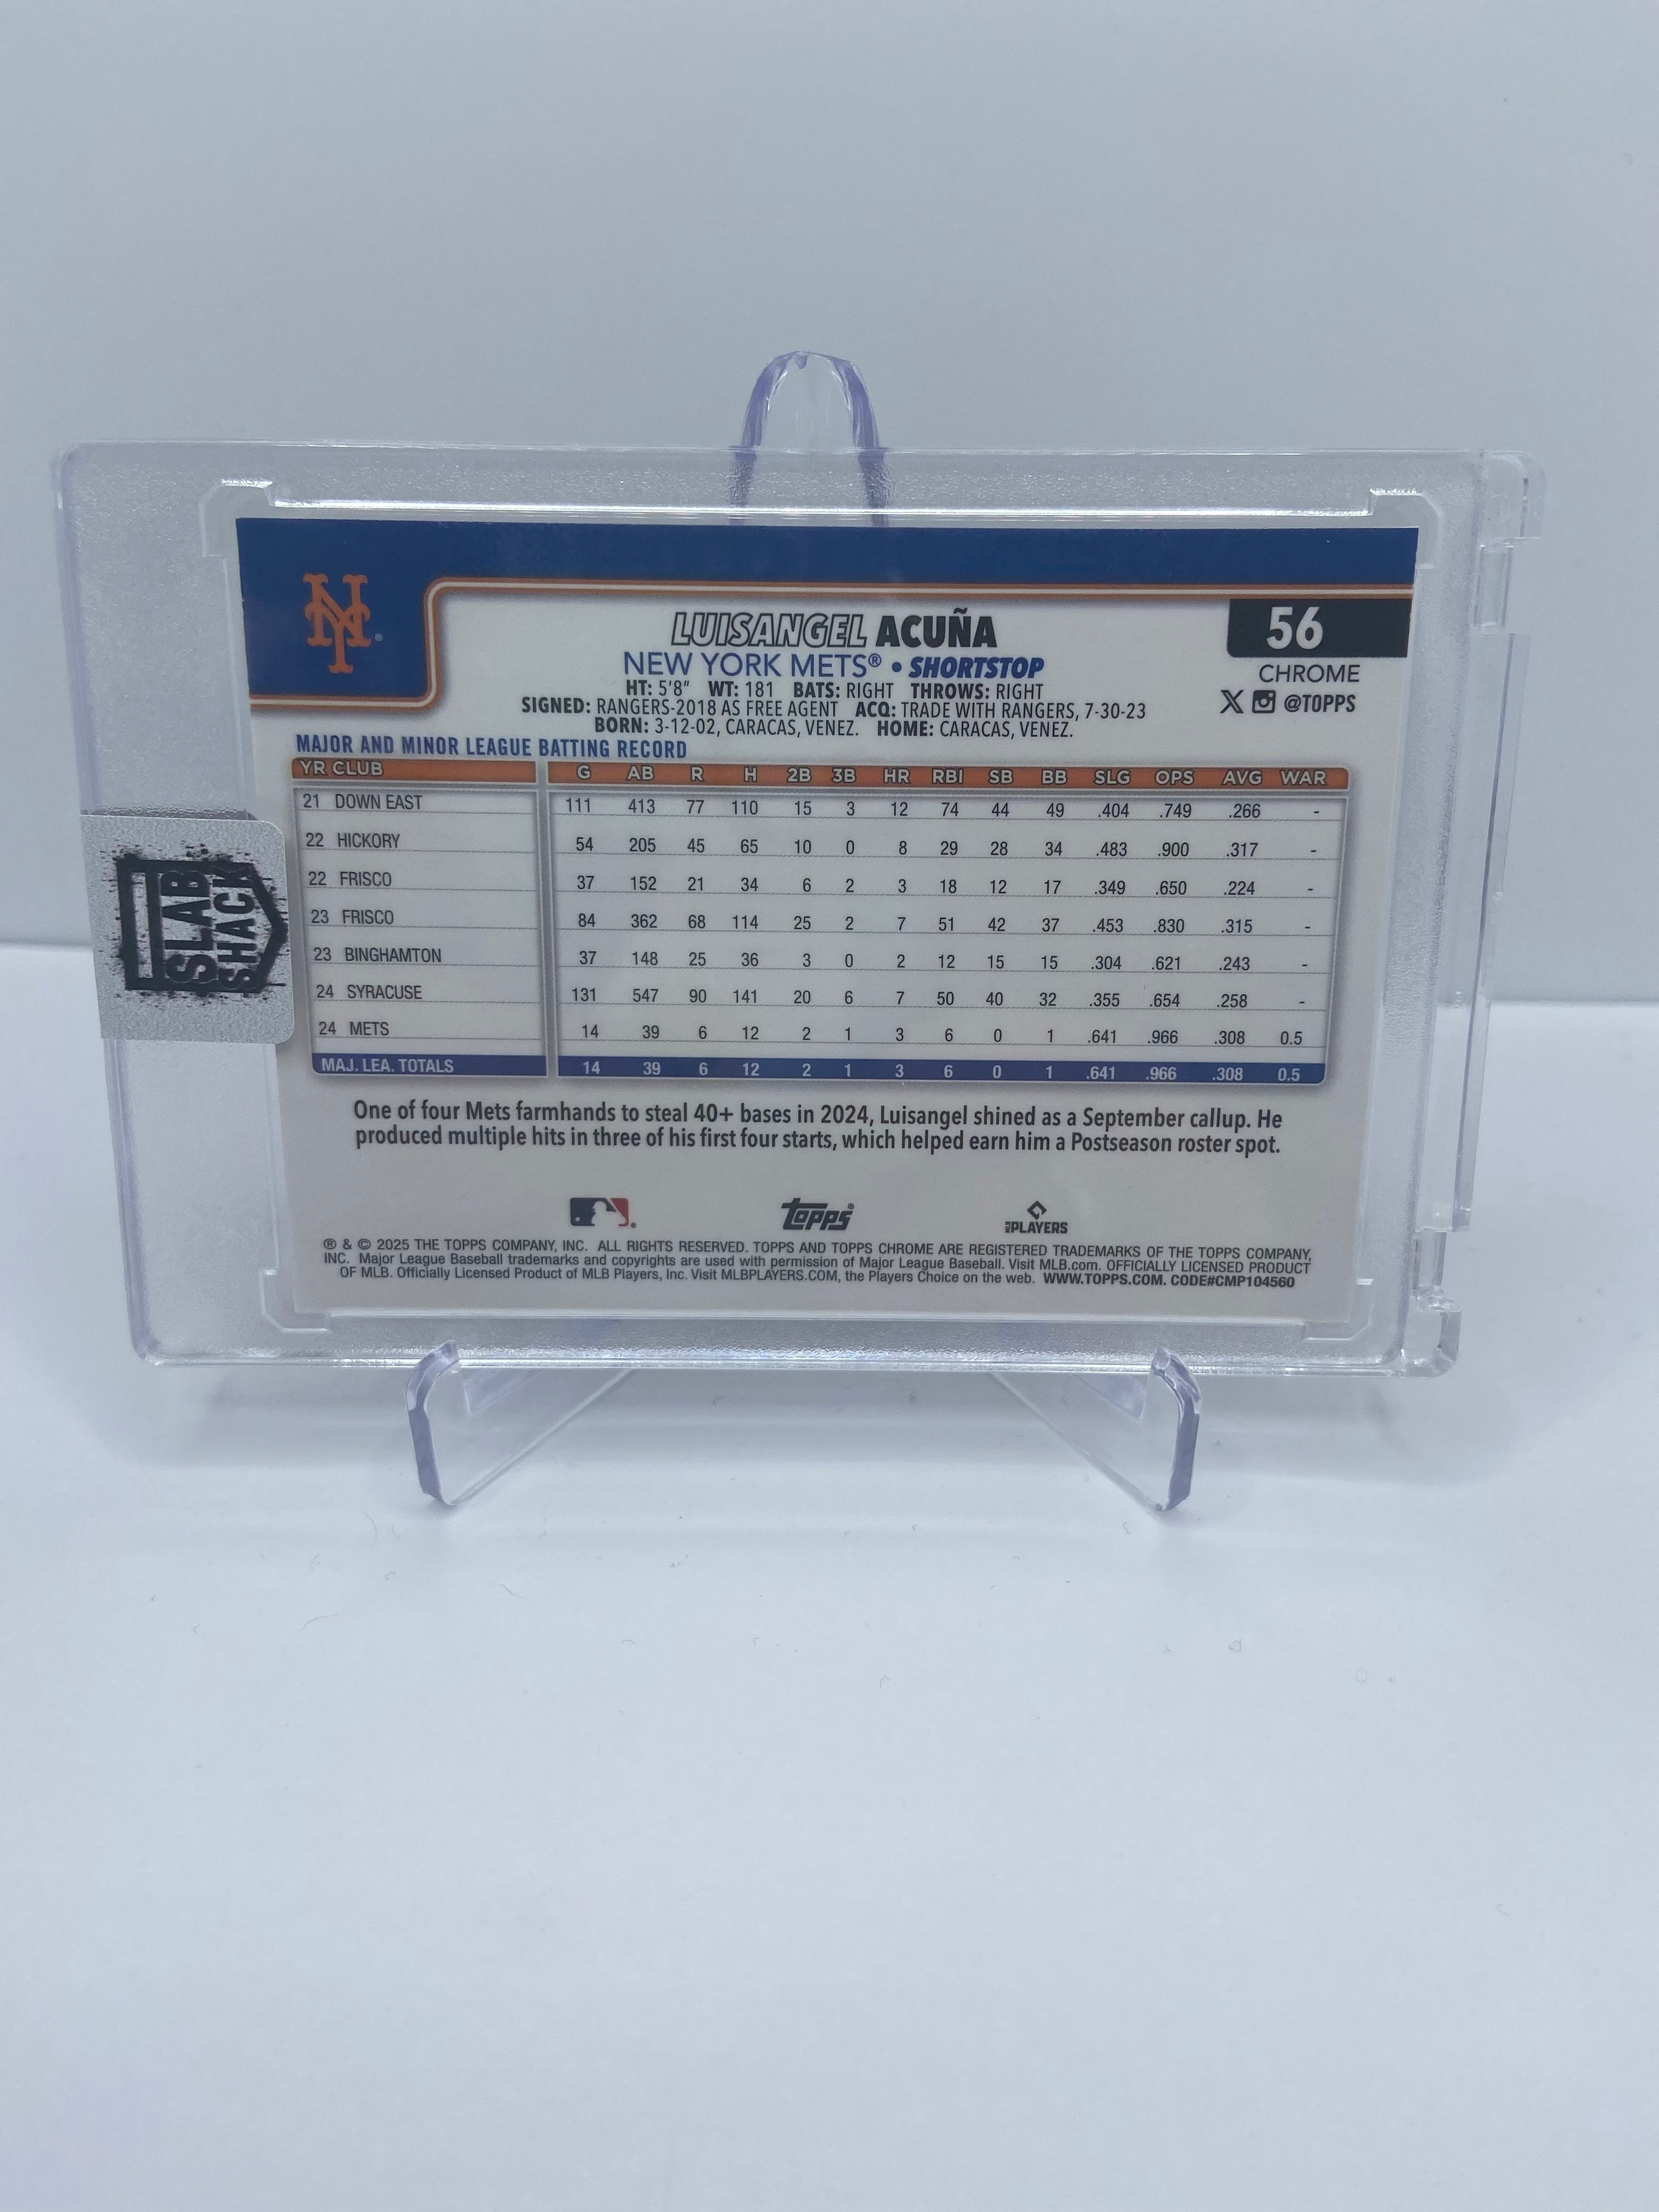 NY
LUISANGEL ACUÑA
56
NEW YORK METS® • SHORTSTOP
CHROME
HT: 5'8" WT: 181 BATS: RIGHT THROWS: RIGHT
X @TOPPS
SIGNED: RANGERS-2018 AS FREE AGENT ACQ: TRADE WITH RANGERS, 7-30-23
BORN: 3-12-02, CARACAS, VENEZ. HOME: CARACAS, VENEZ.
MAJOR AND MINOR LEAGUE BATTING RECORD
YR CLUB G AB R H 2B 3B HR RBI SB BB SLG OPS AVG WAR
21 DOWN EAST 111 413 77 110 15 3 12 74 44 49 .404 .749 .266 -
22 HICKORY 54 205 45 65 10 0 8 29 28 34 .483 .900 .317 -
22 FRISCO 37 152 21 34 6 2 3 18 12 17 .349 .650 .224 -
23 FRISCO 84 362 68 114 25 2 7 51 42 37 .453 .830 .315 -
23 BINGHAMTON 37 148 25 36 3 0 2 12 15 15 .304 .621 .243 -
24 SYRACUSE 131 547 90 141 20 6 7 50 40 32 .355 .654 .258 -
24 METS 14 39 6 12 2 1 3 6 0 1 .641 .966 .308 0.5
MAJ. LEA. TOTALS 14 39 6 12 2 1 3 6 0 1 .641 .966 .308 0.5
SLAB
SHACK
One of four Mets farmhands to steal 40+ bases in 2024, Luisangel shined as a September callup. He
produced multiple hits in three of his first four starts, which helped earn him a Postseason roster spot.
topps
MLB PLAYERS
® & © 2025 THE TOPPS COMPANY, INC. ALL RIGHTS RESERVED. TOPPS AND TOPPS CHROME ARE REGISTERED TRADEMARKS OF THE TOPPS COMPANY,
INC. Major League Baseball trademarks and copyrights are used with permission of Major League Baseball. Visit MLB.com. OFFICIALLY LICENSED PRODUCT
OF MLB. Officially Licensed Product of MLB Players, Inc. Visit MLBPLAYERS.COM, the Players Choice on the web. WWW.TOPPS.COM. CODE#CMP104560